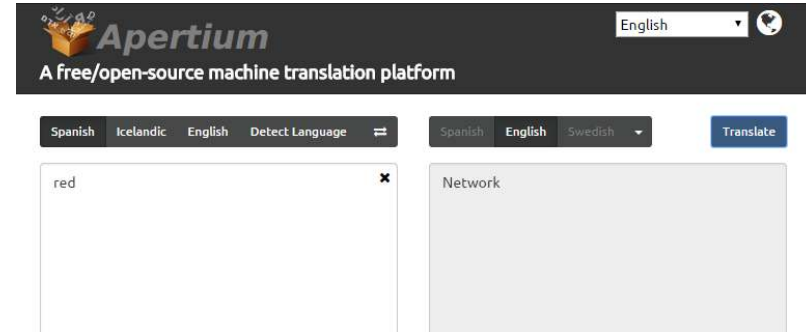 Apertium
English
A free/open-source machine translation platform
Spanish Icelandic English Detect Language
Spanish English Swedish
Translate
red
Network